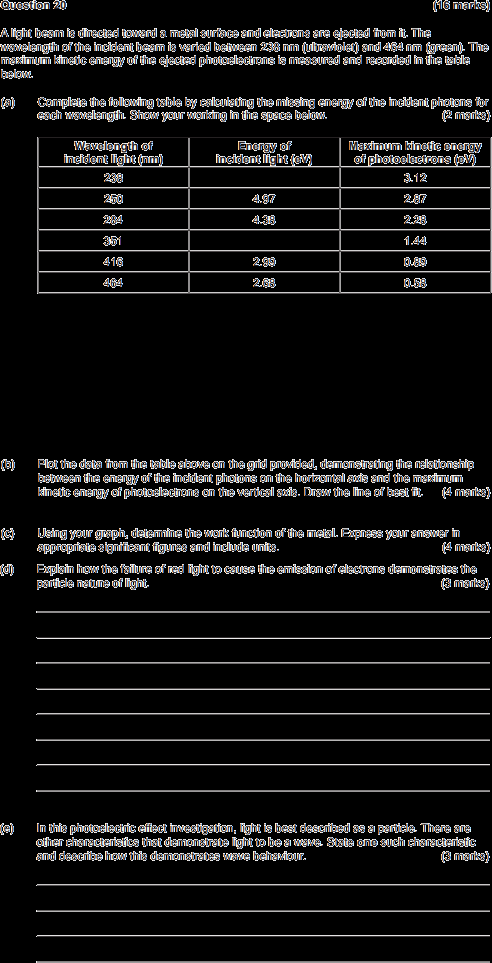 Question 20 (16 marks)
A light beam is directed toward a metal surface and electrons are ejected from it. The
wavelength of the incident beam is varied between 238 nm (ultraviolet) and 464 nm (green). The
maximum kinetic energy of the ejected photoelectrons is measured and recorded in the table
below.
(a) Complete the following table by calculating the missing energy of the incident photons for
each wavelength. Show your working in the space below. (2 marks)
Wavelength of Energy of Maximum kinetic energy
incident light (nm) incident light (eV) of photoelectrons (eV)
238 3.12
250 4.97 2.87
284 4.38 2.28
351 1.44
416 2.99 0.89
464 2.68 0.58
(b) Plot the data from the table above on the grid provided, demonstrating the relationship
between the energy of the incident photons on the horizontal axis and the maximum
kinetic energy of photoelectrons on the vertical axis. Draw the line of best fit. (4 marks)
(c) Using your graph, determine the work function of the metal. Express your answer in
appropriate significant figures and include units. (4 marks)
(d) Explain how the failure of red light to cause the emission of electrons demonstrates the
particle nature of light. (3 marks)
(e) In this photoelectric effect investigation, light is best described as a particle. There are
other characteristics that demonstrate light to be a wave. State one such characteristic
and describe how this demonstrates wave behaviour. (3 marks)